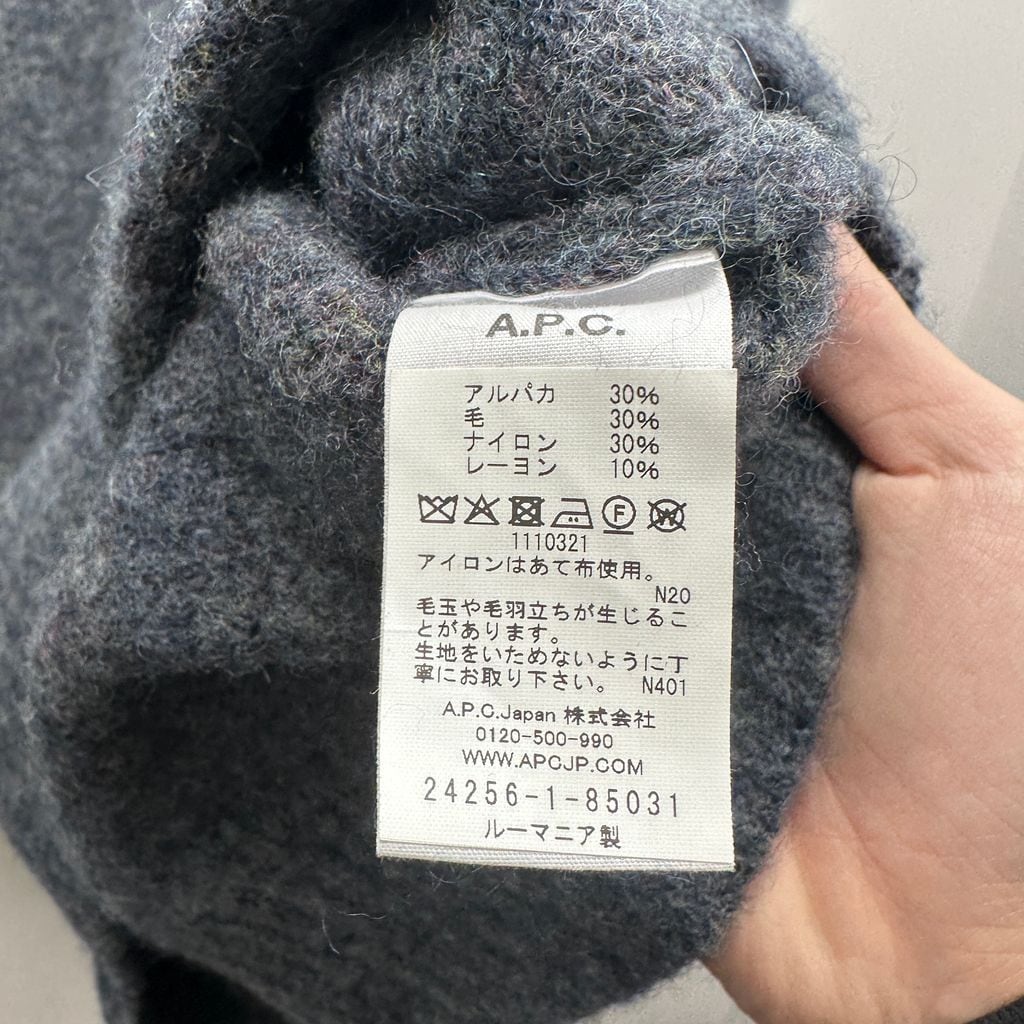 A.P.C.
アルパカ 30%
毛 30%
ナイロン 30%
レーヨン 10%
F W
1110321
アイロンはあて布使用。
N20
毛玉や毛羽立ちが生じるこ
とがあります。
生地をいためないように丁
寧にお取り下さい。 N401
A.P.C.Japan 株式会社
0120-500-990
WWW.APCJP.COM
24256-1-85031
ルーマニア製